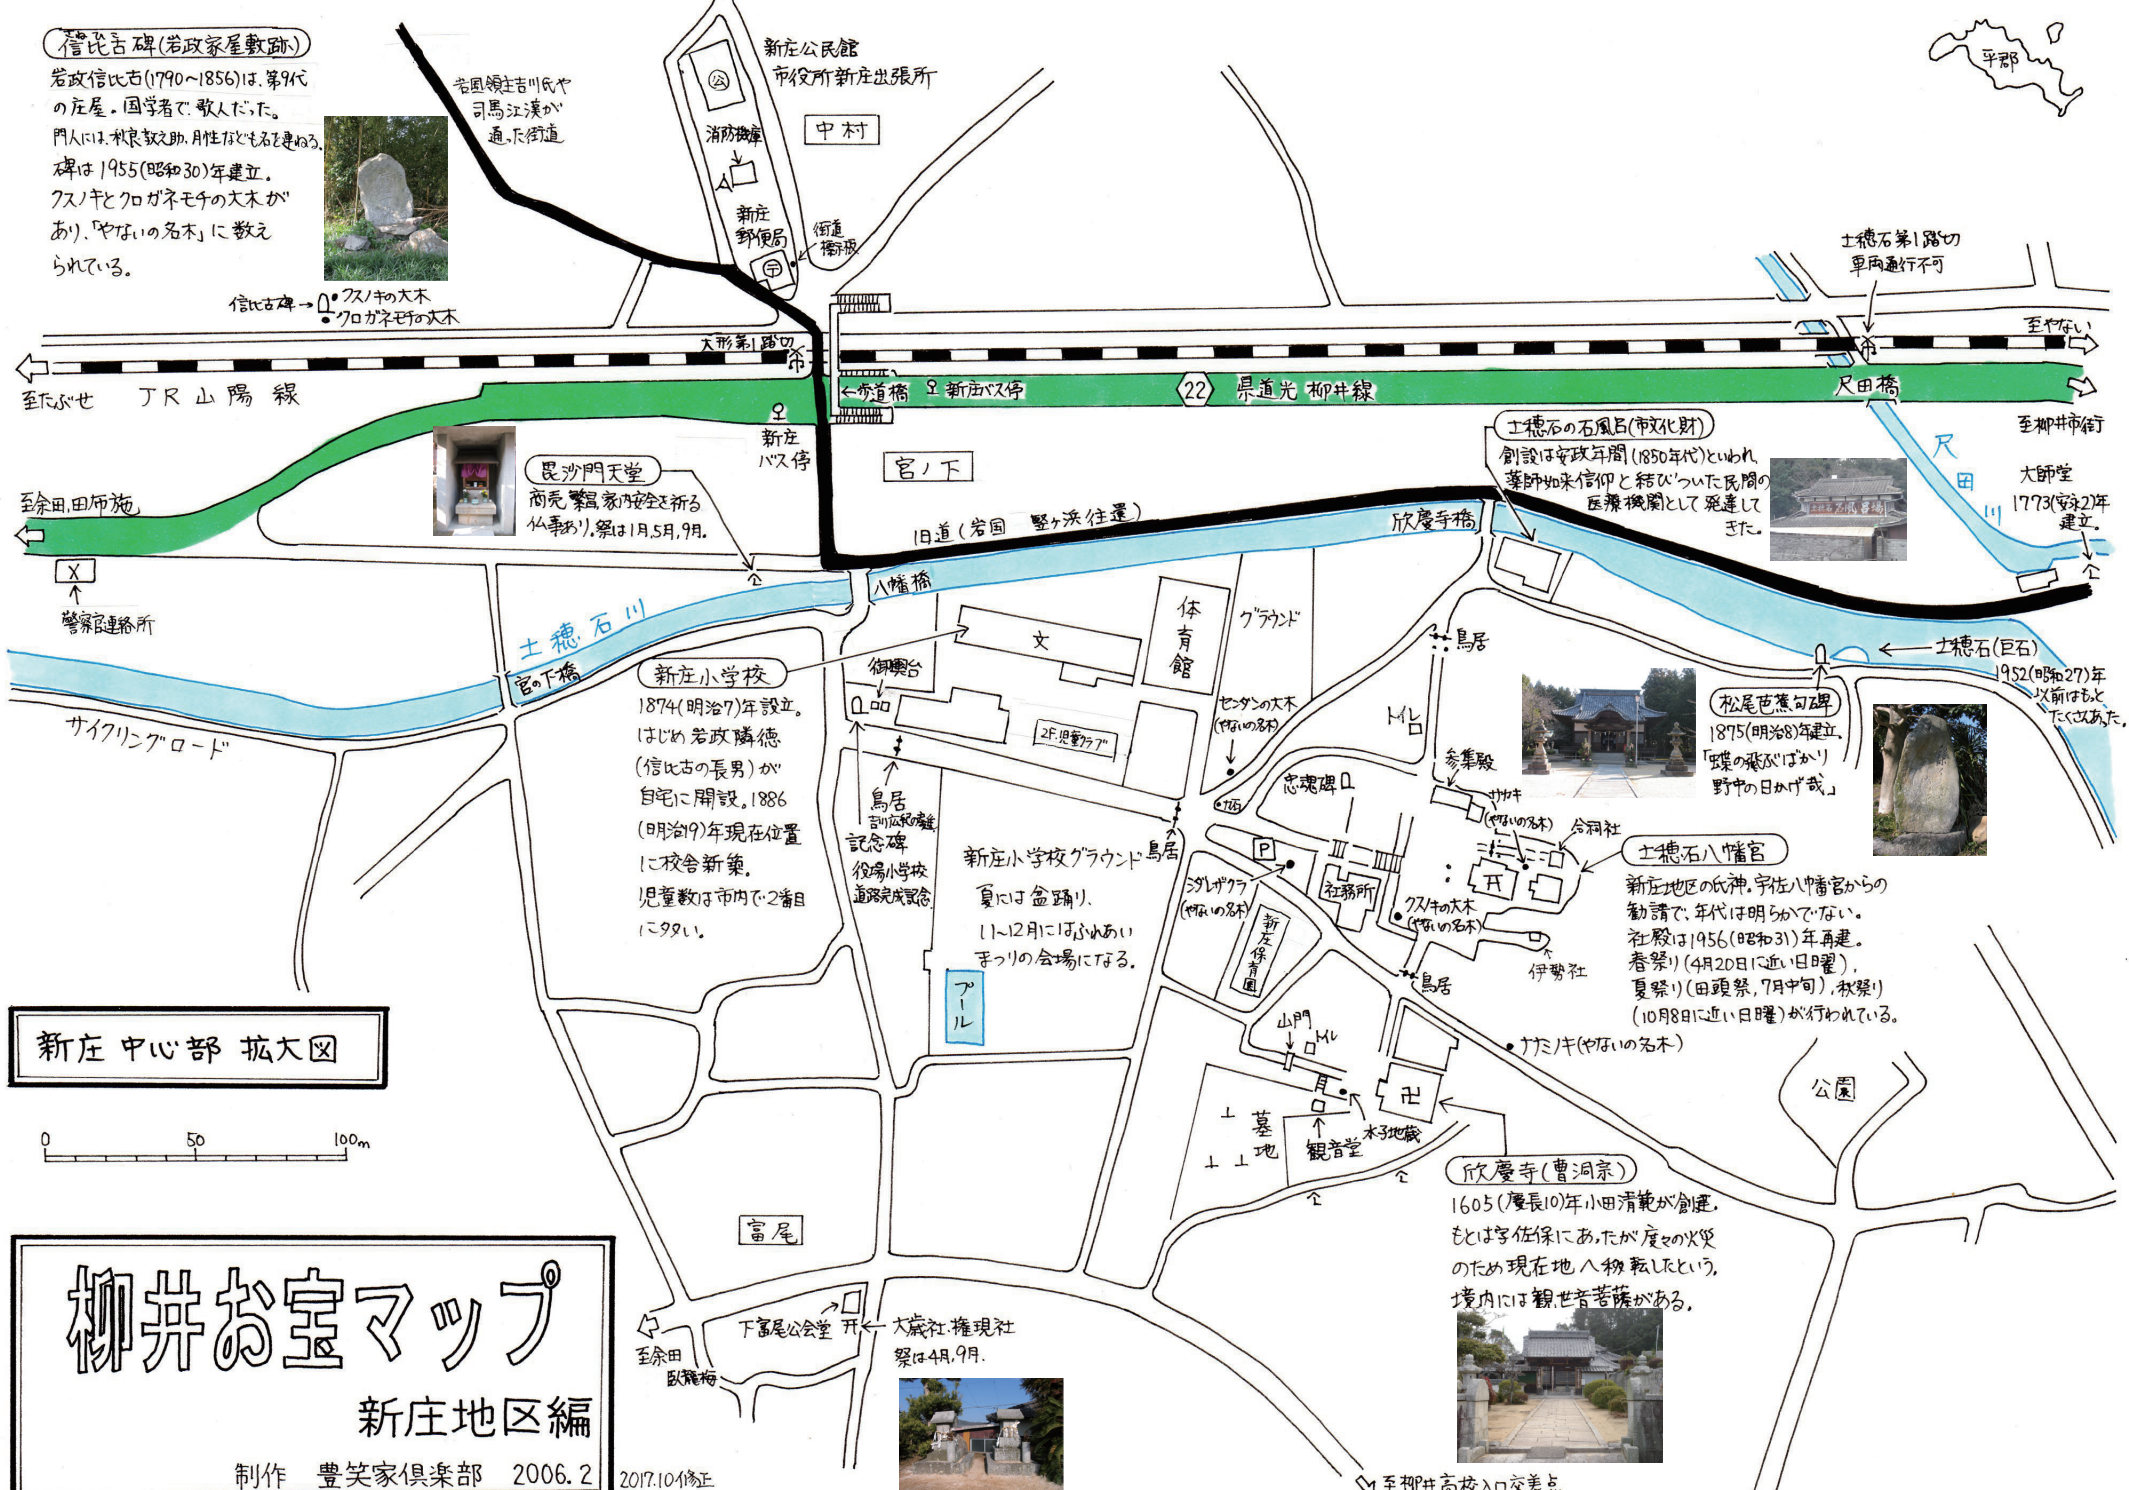 信比古碑(岩政家屋敷跡)
さねひこ
岩政信比古(1790～1856)は、第9代
の庄屋。国学者で、歌人だった。
門人には、秋良敦之助、月性なども名を連ねる。
碑は1955(昭和30)年建立。
クスノキとクロガネモチの大木が
あり、「やないの名木」に数え
られている。
信比古碑→
クスノキの大木
クロガネモチの大木
岩国領主吉川氏や
司馬江漢が
通った街道
公
新庄公民館
市役所新庄出張所
消防機庫
中村
新庄
郵便局
〒
街道
標示板
平郡
土穂石第1踏切
車両通行不可
至やない
大形第1踏切
至たぶせ
JR山陽線
←歩道橋
新庄バス停
22
県道光柳井線
尺田橋
至柳井市街
新庄
バス停
宮ノ下
毘沙門天堂
商売繁昌、家内安全を祈る
仏事あり。祭は1月、5月、9月。
至余田、田布施
X
警察官連絡所
旧道(岩国 竪ヶ浜往還)
欣慶寺橋
土穂石の石風呂(市文化財)
創設は安政年間(1850年代)といわれ、
薬師如来信仰と結びついた民間の
医療機関として発達して
きた。
尺田川
大師堂
1773(安永2)年
建立。
八幡橋
土穂石川
宮の下橋
サイクリングロード
新庄小学校
1874(明治7)年設立。
はじめ岩政隣徳
(信比古の長男)が
自宅に開設。1886
(明治19)年現在位置
に校舎新築。
児童数は市内で2番目
に多い。
文
体育館
グラウンド
御輿台
2F.児童クラブ
鳥居
記念碑
役場小学校
道路完成記念
センダンの大木
(やないの名木)
鳥居
トイレ
参集殿
忠魂碑
サカキ
(やないの名木)
合祠社
土穂石(巨石)
1952(昭和27)年
以前はもっと
たくさんあった。
松尾芭蕉句碑
1875(明治8)年建立。
「蝶の飛ぶばかり
野中の日かげ哉」
土穂石八幡宮
新庄地区の氏神。宇佐八幡宮からの
勧請で、年代は明らかでない。
社殿は1956(昭和31)年再建。
春祭り(4月20日に近い日曜)、
夏祭り(田頭祭、7月中旬)、秋祭り
(10月8日に近い日曜)が行われている。
新庄小学校グラウンド
夏には盆踊り、
11～12月にはふれあい
まつりの会場になる。
鳥居
P
シダレザクラ
(やないの名木)
社務所
クスノキの大木
(やないの名木)
新庄保育園
伊勢社
鳥居
プール
山門
トイレ
ナナミノキ(やないの名木)
公園
卍
墓地
観音堂
水子地蔵
欣慶寺(曹洞宗)
1605(慶長10)年小田清範が創建。
もとは字佐保にあったが度々の火災
のため現在地へ移転したという。
境内には観世音菩薩がある。
新庄中心部拡大図
0 50 100m
富尾
下富尾公会堂
←大歳社・権現社
祭は4月、9月。
至余田
臥龍梅
柳井お宝マップ
新庄地区編
制作 豊笑家倶楽部 2006.2
2017.10修正
至柳井高校入口交差点